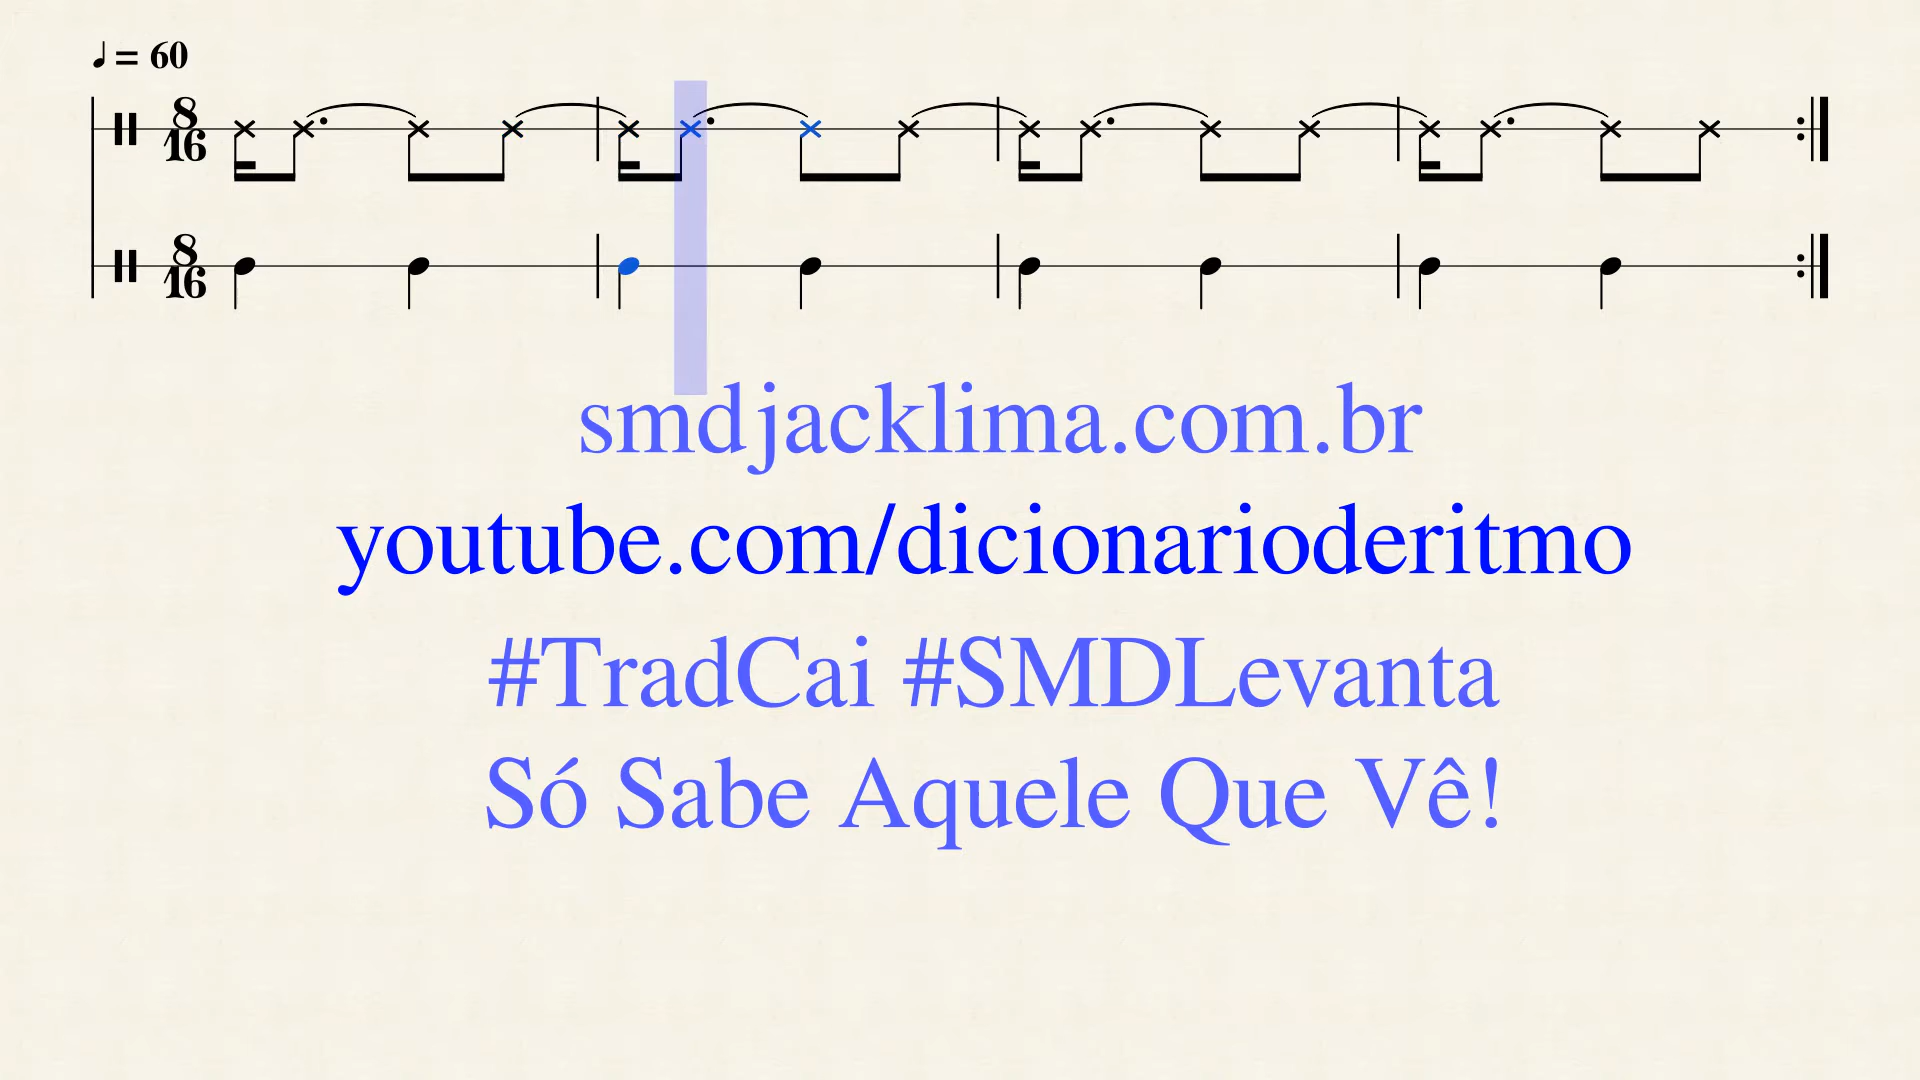 ♩ = 60
8
16
8
16
smdjacklima.com.br
youtube.com/dicionarioderitmo
#TradCai #SMDLevanta
Só Sabe Aquele Que Vê!